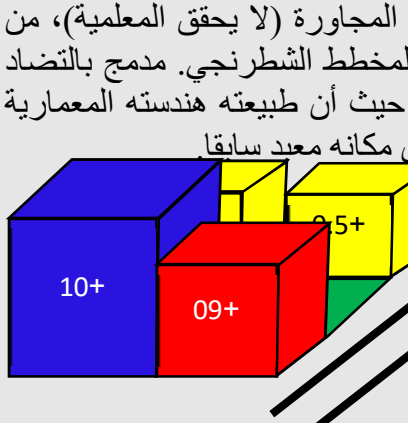 المجاورة (لا يحقق المعلمية)، من
لمخطط الشطرنجي. مدمج بالتضاد
حيث أن طبيعته هندسته المعمارية
مكانه معبد سابقا.
10+
09+